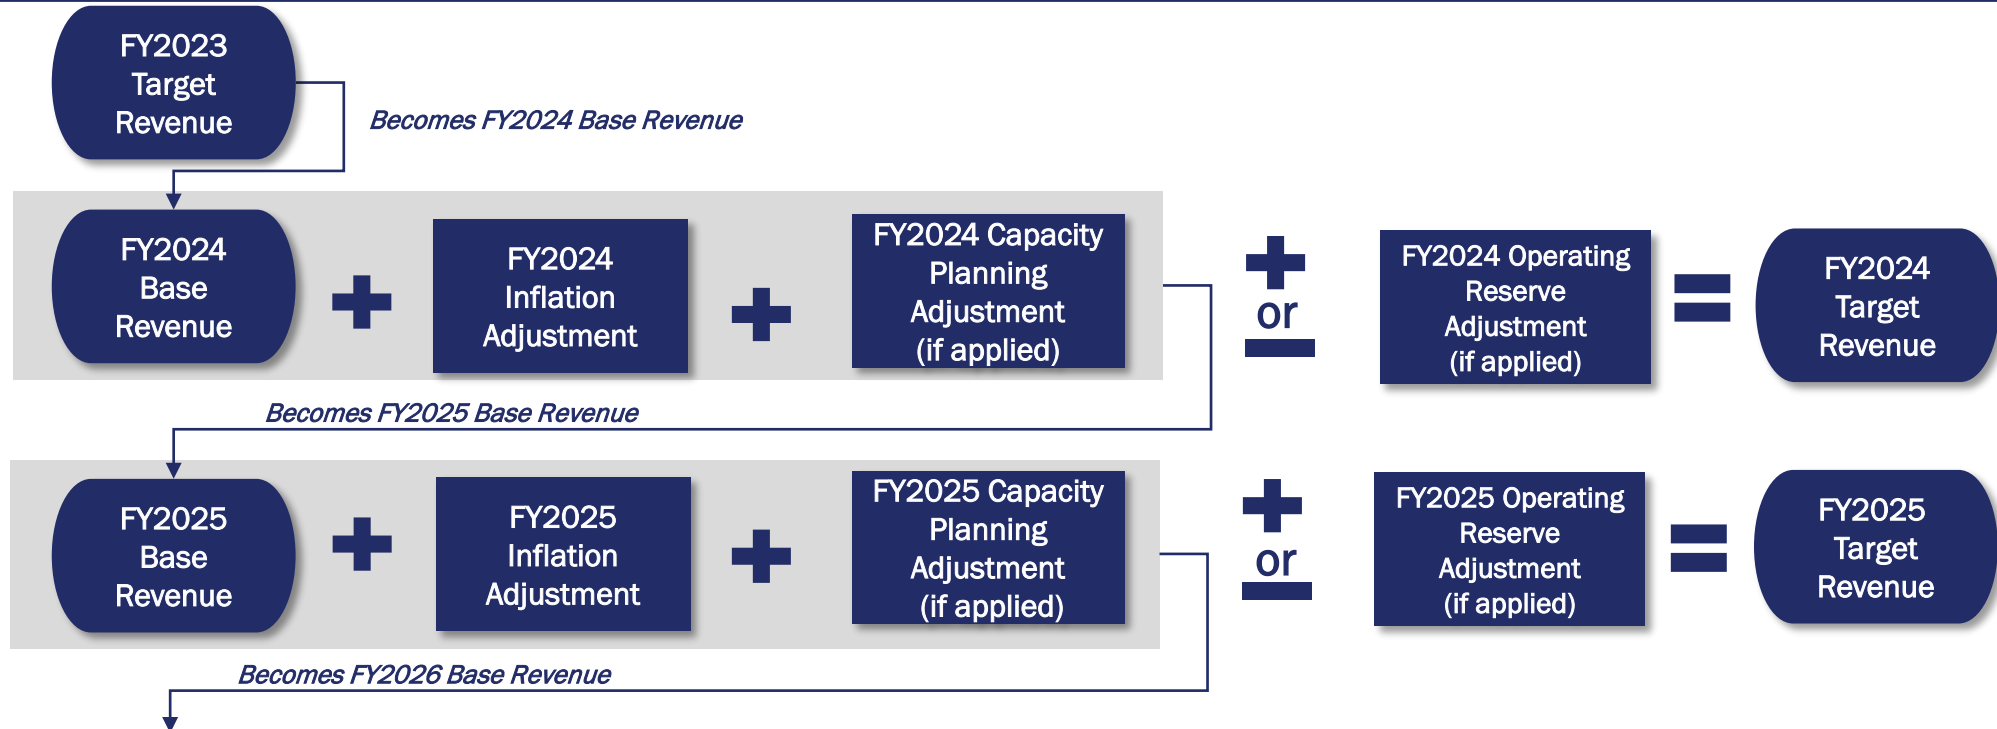 FY2023
Target
Revenue
Becomes FY2024 Base Revenue
FY2024
Base
Revenue
+
FY2024
Inflation
Adjustment
+
FY2024 Capacity
Planning
Adjustment
(if applied)
+
or
−
FY2024 Operating
Reserve
Adjustment
(if applied)
=
FY2024
Target
Revenue
Becomes FY2025 Base Revenue
FY2025
Base
Revenue
+
FY2025
Inflation
Adjustment
+
FY2025 Capacity
Planning
Adjustment
(if applied)
+
or
−
FY2025 Operating
Reserve
Adjustment
(if applied)
=
FY2025
Target
Revenue
Becomes FY2026 Base Revenue